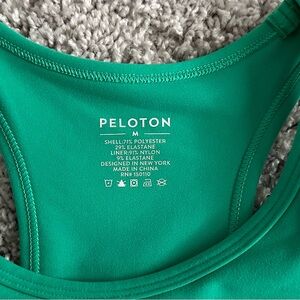 PELOTON
M
SHELL:71% POLYESTER
29% ELASTANE
LINER:91% NYLON
9% ELASTANE
DESIGNED IN NEW YORK
MADE IN CHINA
RN# 150110